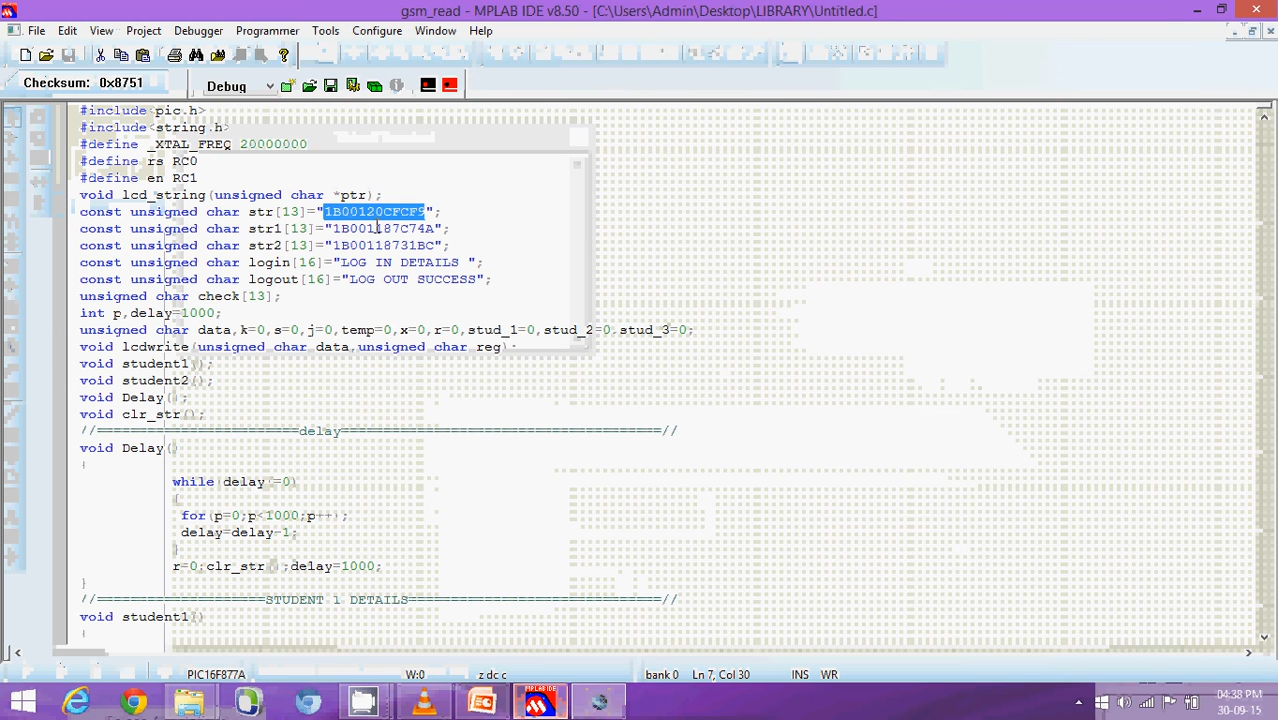 gsm_read - MPLAB IDE v8.50 - [C:\Users\Admin\Desktop\LIBRARY\Untitled.c]
File Edit View Project Debugger Programmer Tools Configure Window Help
Checksum: 0x8751 Debug
#include<pic.h>
#include<string.h>
#define _XTAL_FREQ 20000000
#define rs RC0
#define en RC1
void lcd_string(unsigned char *ptr);
const unsigned char str[13]="1B00120CFCF9";
const unsigned char str1[13]="1B001187C74A";
const unsigned char str2[13]="1B00118731BC";
const unsigned char login[16]="LOG IN DETAILS ";
const unsigned char logout[16]="LOG OUT SUCCESS";
unsigned char check[13];
int p,delay=1000;
unsigned char data,k=0,s=0,j=0,temp=0,x=0,r=0,stud_1=0,stud_2=0,stud_3=0;
void lcdwrite(unsigned char data,unsigned char reg);
void student1();
void student2();
void Delay();
void clr_str();
//======================delay======================================//
void Delay()
{
while(delay!=0)
{
for(p=0;p<1000;p++);
delay=delay-1;
}
r=0;clr_str();delay=1000;
}
//====================STUDENT 1 DETAILS==============================//
void student1()
{
PIC16F877A W:0 z dc c bank 0 Ln 7, Col 30 INS WR
MPLAB IDE
04:38 PM
30-09-15